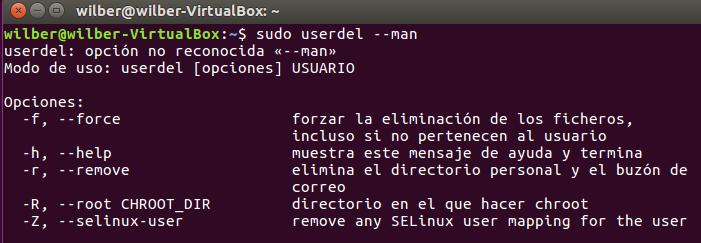 wilber@wilber-VirtualBox: ~
wilber@wilber-VirtualBox:~$ sudo userdel --man
userdel: opción no reconocida «--man»
Modo de uso: userdel [opciones] USUARIO
Opciones:
-f, --force forzar la eliminación de los ficheros,
incluso si no pertenecen al usuario
-h, --help muestra este mensaje de ayuda y termina
-r, --remove elimina el directorio personal y el buzón de
correo
-R, --root CHROOT_DIR directorio en el que hacer chroot
-Z, --selinux-user remove any SELinux user mapping for the user